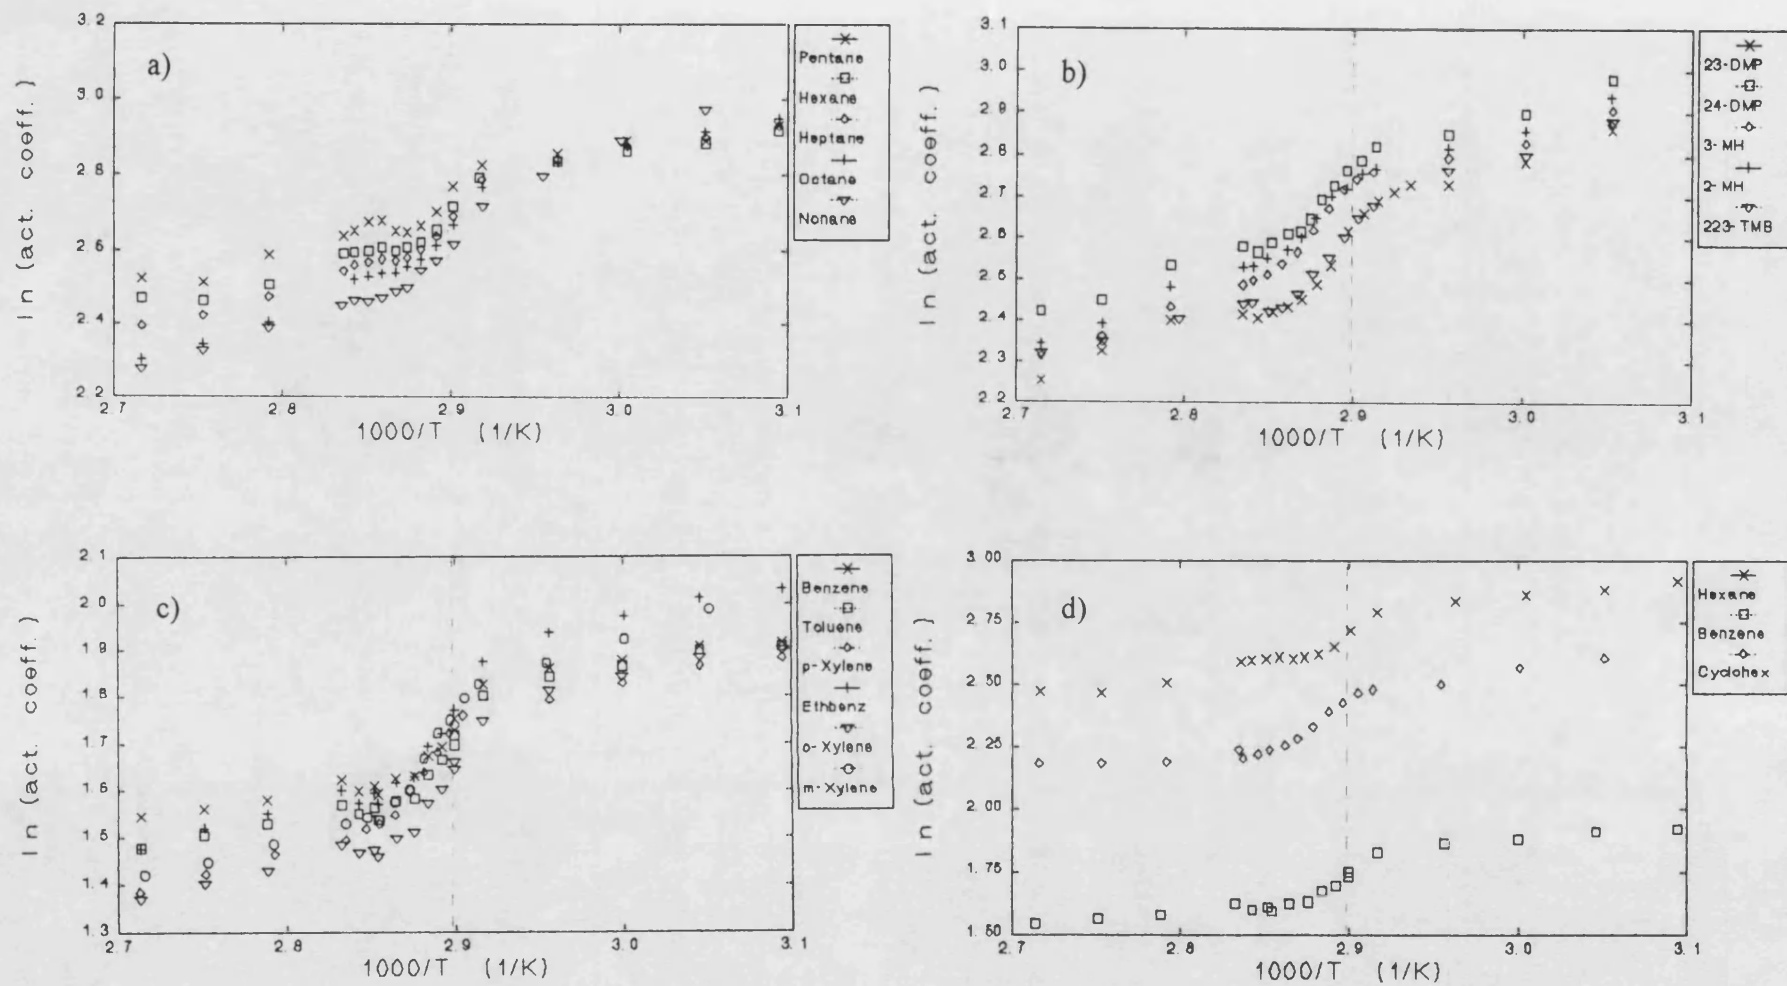 a)
3.2
3.0
2.8
2.6
2.4
2.2
2.7
2.8
2.9
3.0
3.1
ln (act. coeff.)
1000/T (1/K)
Pentane
Hexane
Heptane
Octane
Nonane
b)
3.1
3.0
2.9
2.8
2.7
2.6
2.5
2.4
2.3
2.2
2.7
2.8
2.9
3.0
3.1
ln (act. coeff.)
1000/T (1/K)
23-DMP
24-DMP
3-MH
2-MH
223-TMB
c)
2.1
2.0
1.9
1.8
1.7
1.6
1.5
1.4
1.3
2.7
2.8
2.9
3.0
3.1
ln (act. coeff.)
1000/T (1/K)
Benzene
Toluene
p-Xylene
Ethbenz
o-Xylene
m-Xylene
d)
3.00
2.75
2.50
2.25
2.00
1.75
1.50
2.7
2.8
2.9
3.0
3.1
ln (act. coeff.)
1000/T (1/K)
Hexane
Benzene
Cyclohex